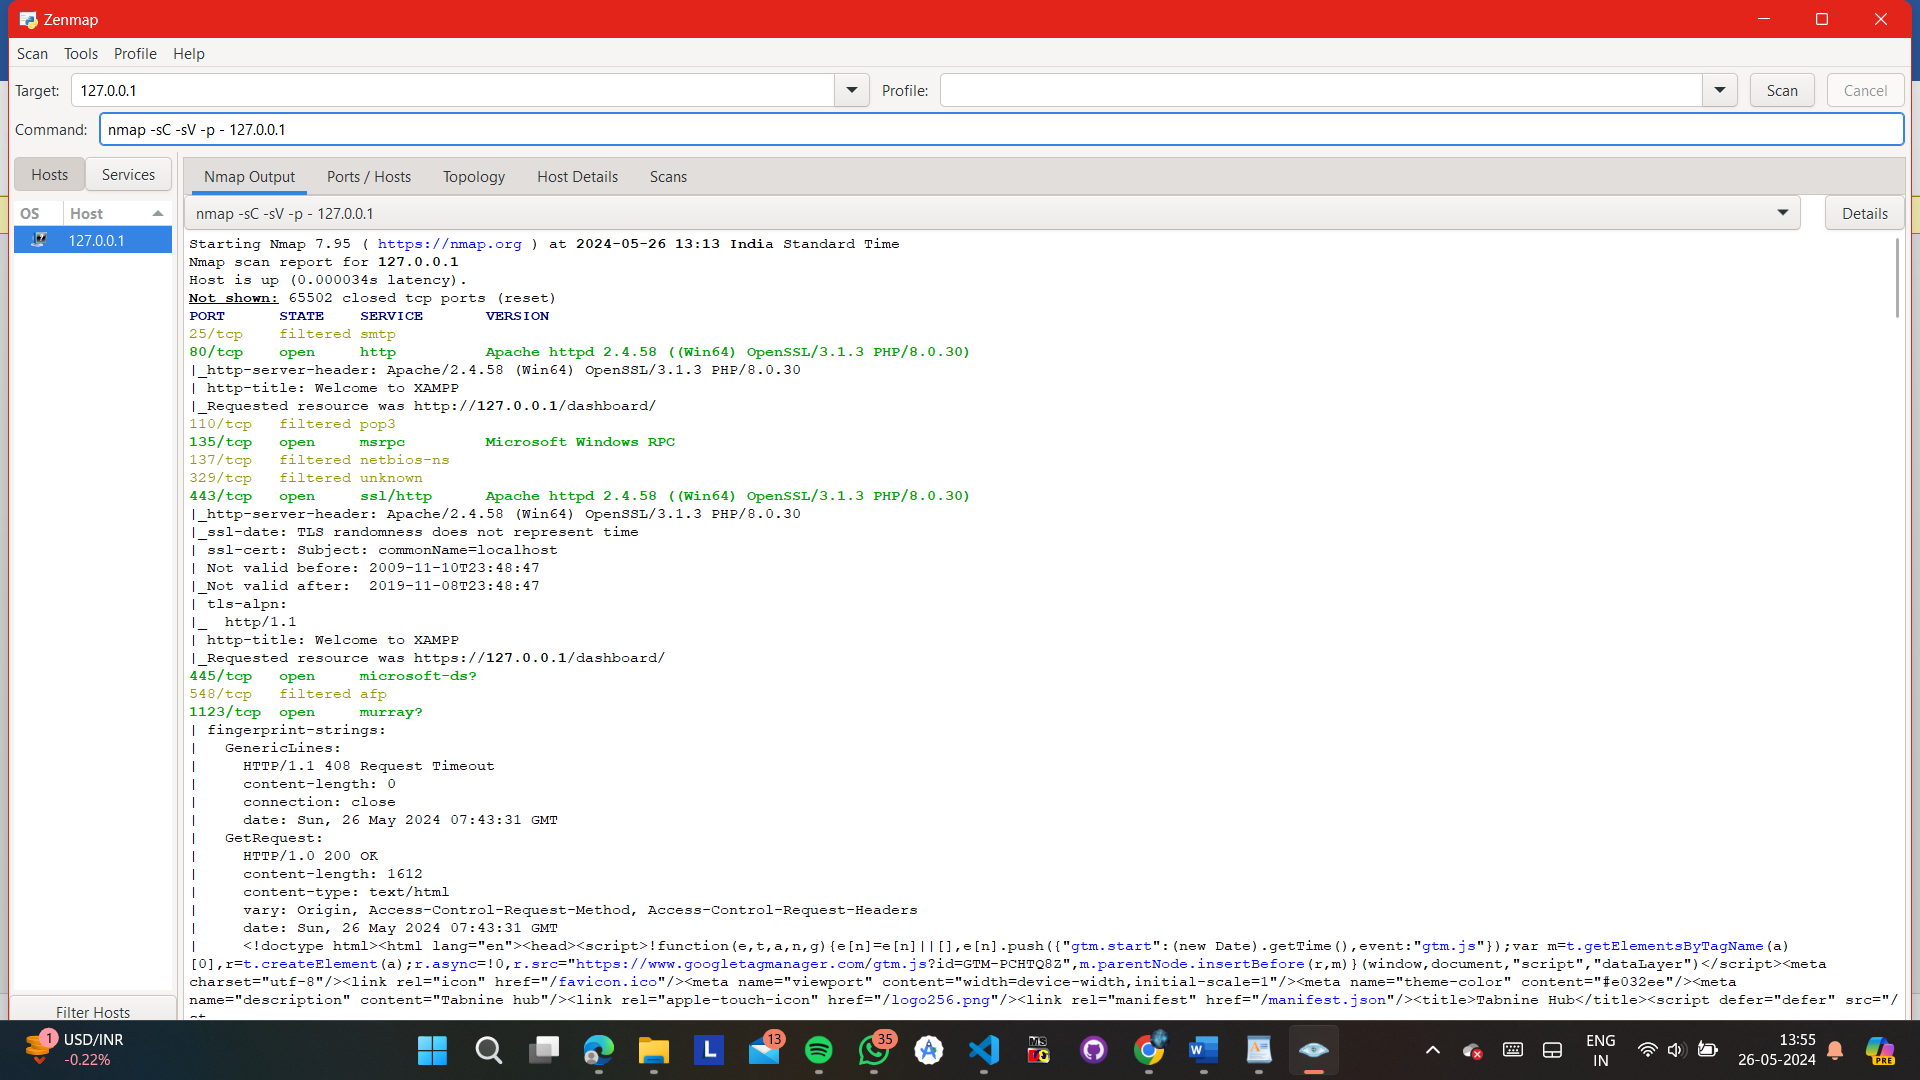 Zenmap
Scan Tools Profile Help
Target: 127.0.0.1 Profile: Scan Cancel
Command: nmap -sC -sV -p - 127.0.0.1
Hosts Services Nmap Output Ports / Hosts Topology Host Details Scans
OS Host nmap -sC -sV -p - 127.0.0.1 Details
127.0.0.1
Starting Nmap 7.95 ( https://nmap.org ) at 2024-05-26 13:13 India Standard Time
Nmap scan report for 127.0.0.1
Host is up (0.000034s latency).
Not shown: 65502 closed tcp ports (reset)
PORT STATE SERVICE VERSION
25/tcp filtered smtp
80/tcp open http Apache httpd 2.4.58 ((Win64) OpenSSL/3.1.3 PHP/8.0.30)
|_http-server-header: Apache/2.4.58 (Win64) OpenSSL/3.1.3 PHP/8.0.30
| http-title: Welcome to XAMPP
|_Requested resource was http://127.0.0.1/dashboard/
110/tcp filtered pop3
135/tcp open msrpc Microsoft Windows RPC
137/tcp filtered netbios-ns
329/tcp filtered unknown
443/tcp open ssl/http Apache httpd 2.4.58 ((Win64) OpenSSL/3.1.3 PHP/8.0.30)
|_http-server-header: Apache/2.4.58 (Win64) OpenSSL/3.1.3 PHP/8.0.30
|_ssl-date: TLS randomness does not represent time
| ssl-cert: Subject: commonName=localhost
| Not valid before: 2009-11-10T23:48:47
|_Not valid after:  2019-11-08T23:48:47
| tls-alpn:
|_  http/1.1
| http-title: Welcome to XAMPP
|_Requested resource was https://127.0.0.1/dashboard/
445/tcp open microsoft-ds?
548/tcp filtered afp
1123/tcp open murray?
| fingerprint-strings:
|   GenericLines:
|     HTTP/1.1 408 Request Timeout
|     content-length: 0
|     connection: close
|     date: Sun, 26 May 2024 07:43:31 GMT
|   GetRequest:
|     HTTP/1.0 200 OK
|     content-length: 1612
|     content-type: text/html
|     vary: Origin, Access-Control-Request-Method, Access-Control-Request-Headers
|     date: Sun, 26 May 2024 07:43:31 GMT
|     <!doctype html><html lang="en"><head><script>!function(e,t,a,n,g){e[n]=e[n]||[],e[n].push({"gtm.start":(new Date).getTime(),event:"gtm.js"});var m=t.getElementsByTagName(a)
[0],r=t.createElement(a);r.async=!0,r.src="https://www.googletagmanager.com/gtm.js?id=GTM-PCHTQ8Z",m.parentNode.insertBefore(r,m)}(window,document,"script","dataLayer")</script><meta
charset="utf-8"/><link rel="icon" href="/favicon.ico"/><meta name="viewport" content="width=device-width,initial-scale=1"/><meta name="theme-color" content="#e032ee"/><meta
name="description" content="Tabnine hub"/><link rel="apple-touch-icon" href="/logo256.png"/><link rel="manifest" href="/manifest.json"/><title>Tabnine Hub</title><script defer="defer" src="/
Filter Hosts
1 USD/INR
-0.22%
L
13
35
Ms
ENG
IN
13:55
26-05-2024
PRE